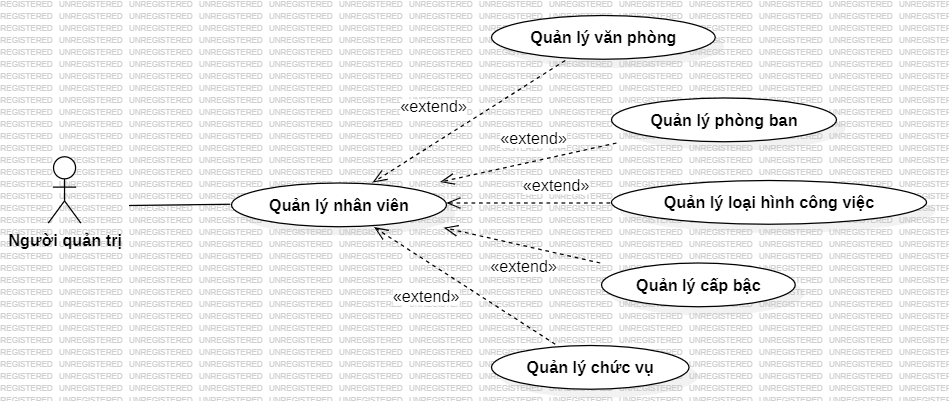 Quản lý văn phòng
«extend»
Quản lý phòng ban
«extend»
«extend»
Quản lý loại hình công việc
Quản lý nhân viên
Người quản trị
«extend»
Quản lý cấp bậc
«extend»
Quản lý chức vụ
UNREGISTERED